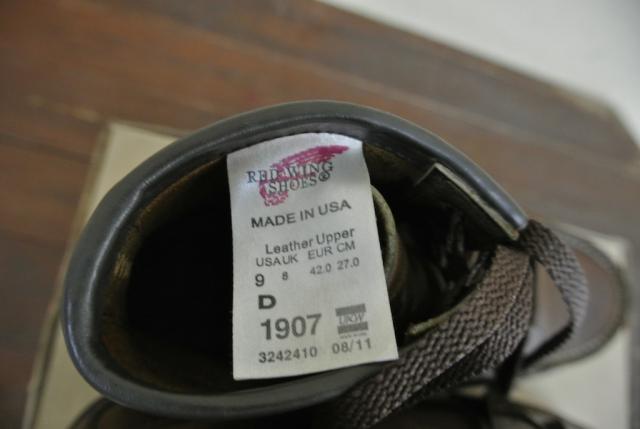 RED WING
SHOES®
MADE IN USA
Leather Upper
USA UK EUR CM
9 8 42.0 27.0
D
1907
UFCW
3242410 08/11